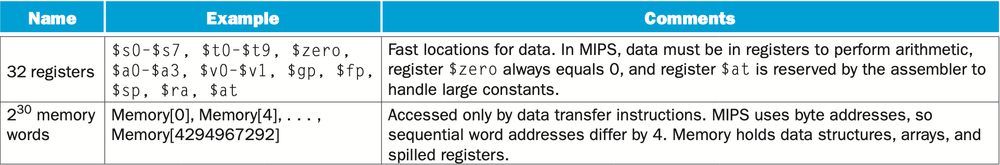 Name Example Comments
32 registers
$s0–$s7, $t0–$t9, $zero,
$a0–$a3, $v0–$v1, $gp, $fp,
$sp, $ra, $at
Fast locations for data. In MIPS, data must be in registers to perform arithmetic,
register $zero always equals 0, and register $at is reserved by the assembler to
handle large constants.
2³⁰ memory
words
Memory[0], Memory[4], . . . ,
Memory[4294967292]
Accessed only by data transfer instructions. MIPS uses byte addresses, so
sequential word addresses differ by 4. Memory holds data structures, arrays, and
spilled registers.